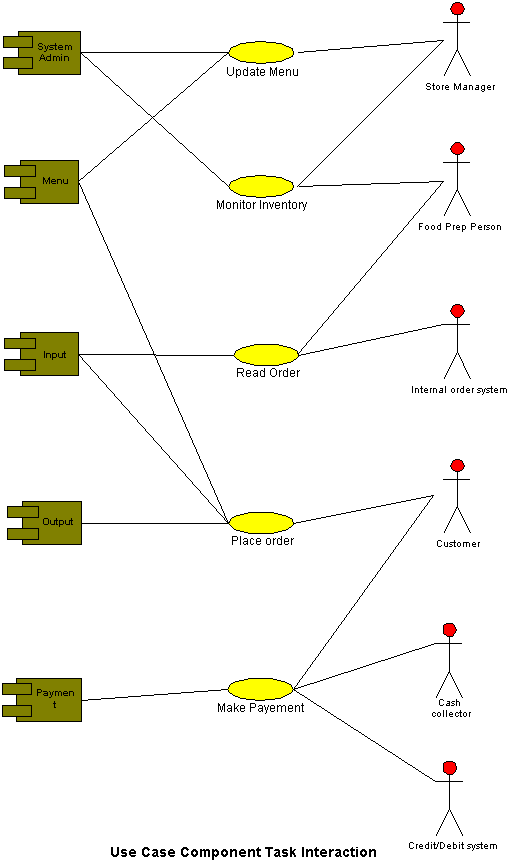 System
Admin
Update Menu
Store Manager
Menu
Monitor Inventory
Food Prep Person
Input
Read Order
Internal order system
Output
Place order
Customer
Paymen
t
Make Payement
Cash
collector
Credit/Debit system
Use Case Component Task Interaction